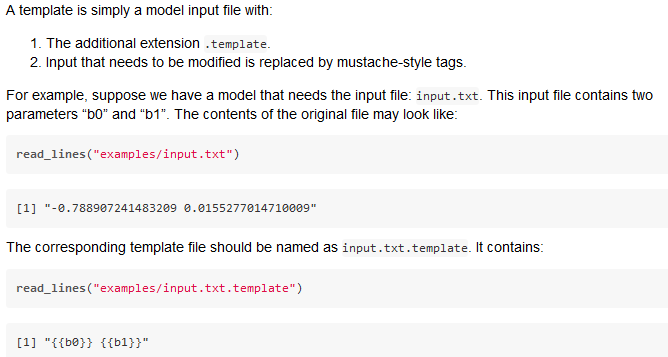 A template is simply a model input file with:
1. The additional extension .template.
2. Input that needs to be modified is replaced by mustache-style tags.
For example, suppose we have a model that needs the input file: input.txt. This input file contains two
parameters “b0” and “b1”. The contents of the original file may look like:
read_lines("examples/input.txt")
[1] "-0.788907241483209 0.0155277014710009"
The corresponding template file should be named as input.txt.template. It contains:
read_lines("examples/input.txt.template")
[1] "{{b0}} {{b1}}"